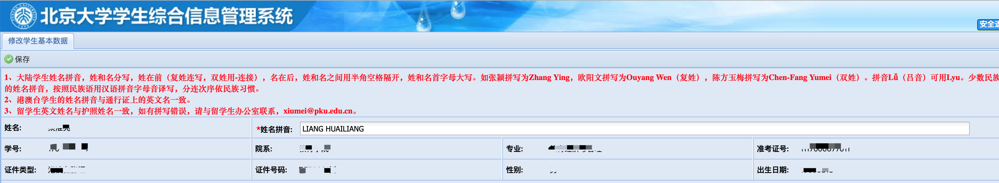 北京大学学生综合信息管理系统
安全退
修改学生基本数据
保存
1、大陆学生姓名拼音，姓和名分写，姓在前（复姓连写，双姓用-连接），名在后，姓和名之间用半角空格隔开，姓和名首字母大写。如张颖拼写为Zhang Ying，欧阳文拼写为Ouyang Wen（复姓），陈方玉梅拼写为Chen-Fang Yumei（双姓）。拼音Lǚ（吕音）可用Lyu。少数民族
的姓名拼音，按照民族语用汉语拼音字母音译写，分连次序依民族习惯。
2、港澳台学生的姓名拼音与通行证上的英文名一致。
3、留学生英文姓名与护照姓名一致，如有拼写错误，请与留学生办公室联系，xiumei@pku.edu.cn。
姓名: *姓名拼音: LIANG HUAILIANG
学号: 院系: 专业: 准考证号:
证件类型: 证件号码: 性别: 出生日期: